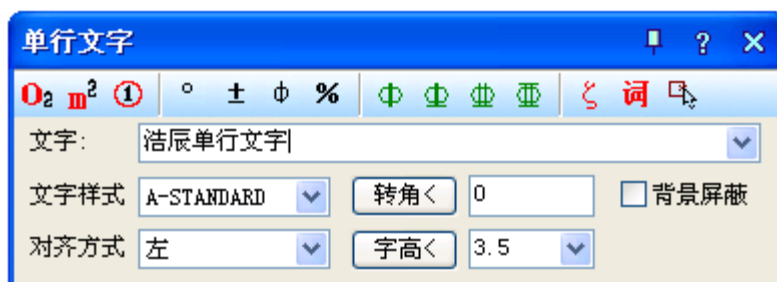 单行文字 ?
O₂ m² ① ° ± ф % 词
文字: 浩辰单行文字
文字样式 A-STANDARD 转角< 0 背景屏蔽
对齐方式 左 字高< 3.5